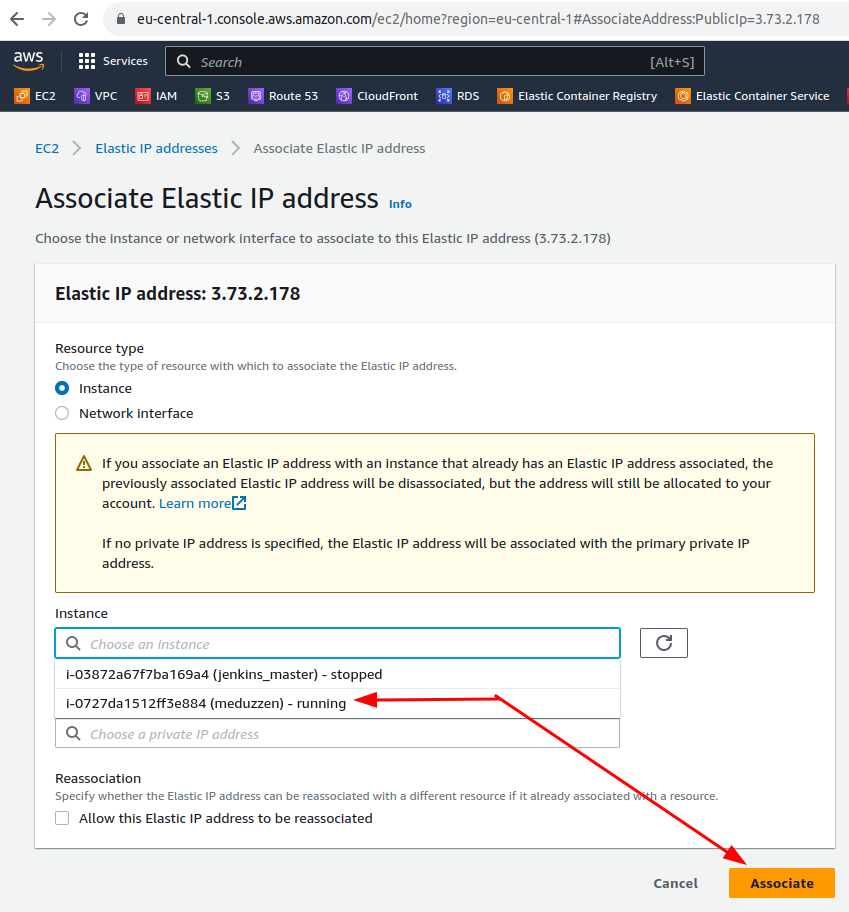 eu-central-1.console.aws.amazon.com/ec2/home?region=eu-central-1#AssociateAddress:PublicIp=3.73.2.178
aws Services Search [Alt+S]
EC2 VPC IAM S3 Route 53 CloudFront RDS Elastic Container Registry Elastic Container Service
EC2 Elastic IP addresses Associate Elastic IP address
Associate Elastic IP address Info
Choose the instance or network interface to associate to this Elastic IP address (3.73.2.178)
Elastic IP address: 3.73.2.178
Resource type
Choose the type of resource with which to associate the Elastic IP address.
Instance
Network interface
If you associate an Elastic IP address with an instance that already has an Elastic IP address associated, the
previously associated Elastic IP address will be disassociated, but the address will still be allocated to your
account. Learn more
If no private IP address is specified, the Elastic IP address will be associated with the primary private IP
address.
Instance
Choose an instance
i-03872a67f7ba169a4 (jenkins_master) - stopped
i-0727da1512ff3e884 (meduzzen) - running
Choose a private IP address
Reassociation
Specify whether the Elastic IP address can be reassociated with a different resource if it already associated with a resource.
Allow this Elastic IP address to be reassociated
Cancel Associate